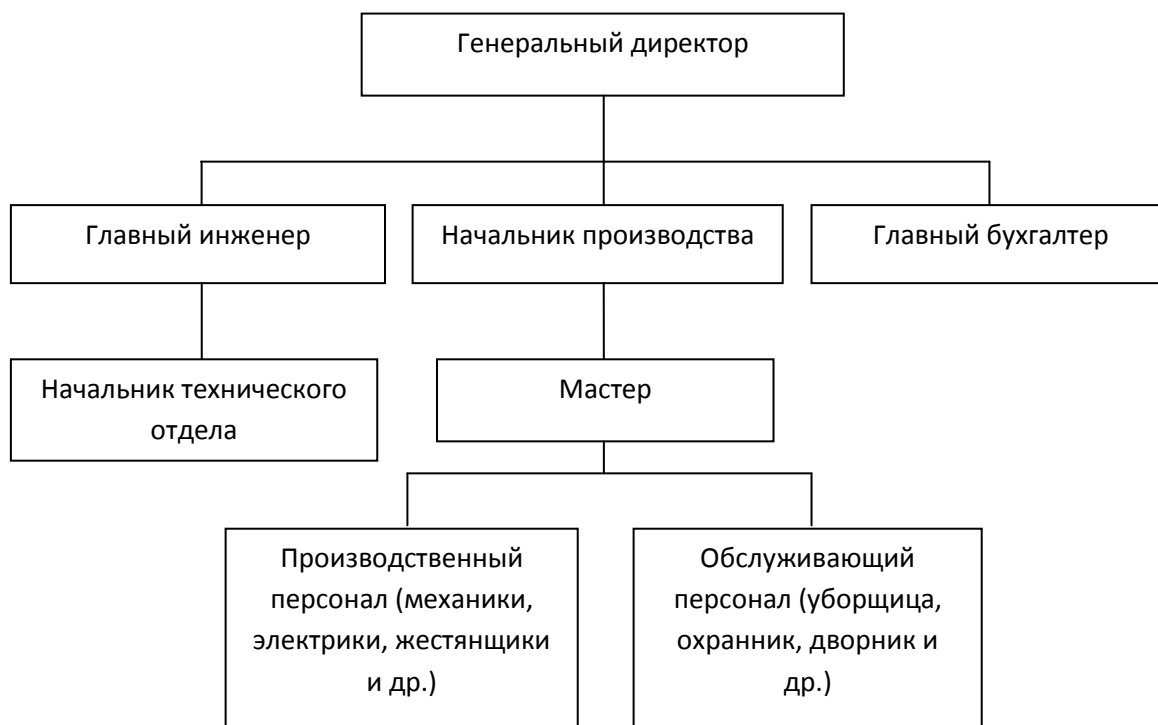 Генеральный директор
Главный инженер
Начальник производства
Главный бухгалтер
Начальник технического
отдела
Мастер
Производственный
персонал (механики,
электрики, жестянщики
и др.)
Обслуживающий
персонал (уборщица,
охранник, дворник и
др.)